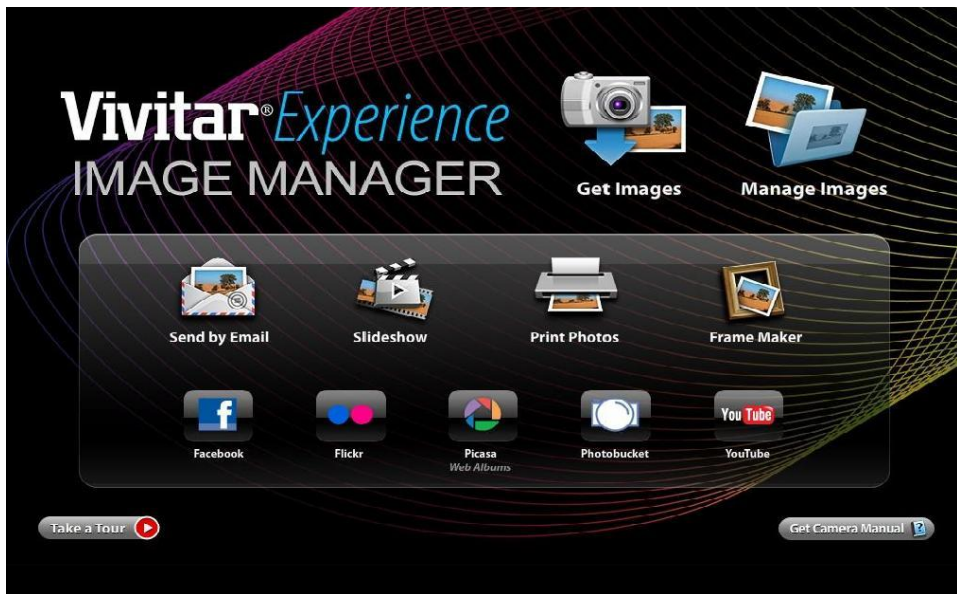 Vivitar® Experience
IMAGE MANAGER
Get Images
Manage Images
Send by Email
Slideshow
Print Photos
Frame Maker
f
You Tube
Facebook
Flickr
Picasa
Web Albums
Photobucket
YouTube
Take a Tour
Get Camera Manual ?